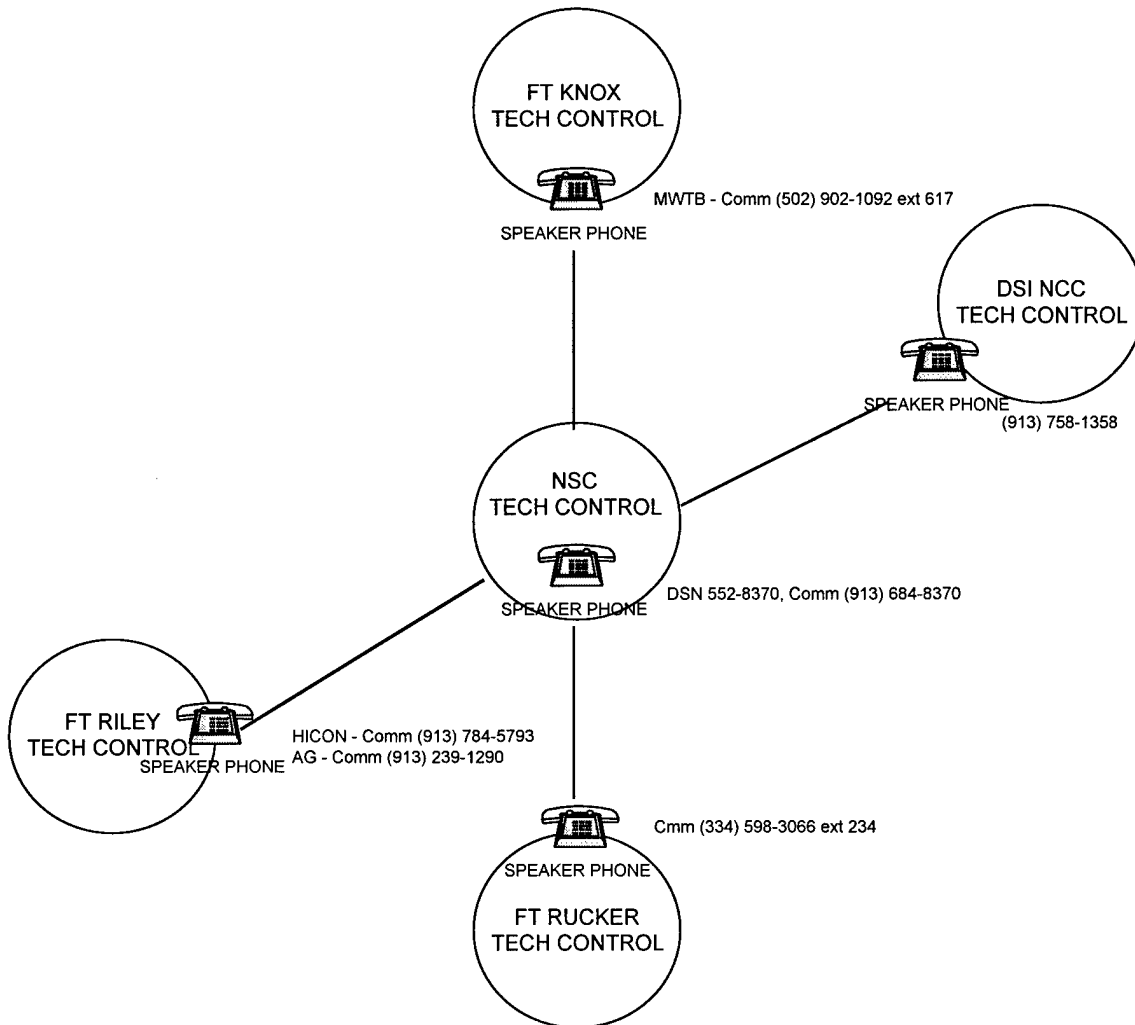 FT KNOX
TECH CONTROL
MWTB - Comm (502) 902-1092 ext 617
SPEAKER PHONE
DSI NCC
TECH CONTROL
SPEAKER PHONE
(913) 758-1358
NSC
TECH CONTROL
DSN 552-8370, Comm (913) 684-8370
SPEAKER PHONE
FT RILEY
TECH CONTROL
SPEAKER PHONE
HICON - Comm (913) 784-5793
AG - Comm (913) 239-1290
Cmm (334) 598-3066 ext 234
SPEAKER PHONE
FT RUCKER
TECH CONTROL